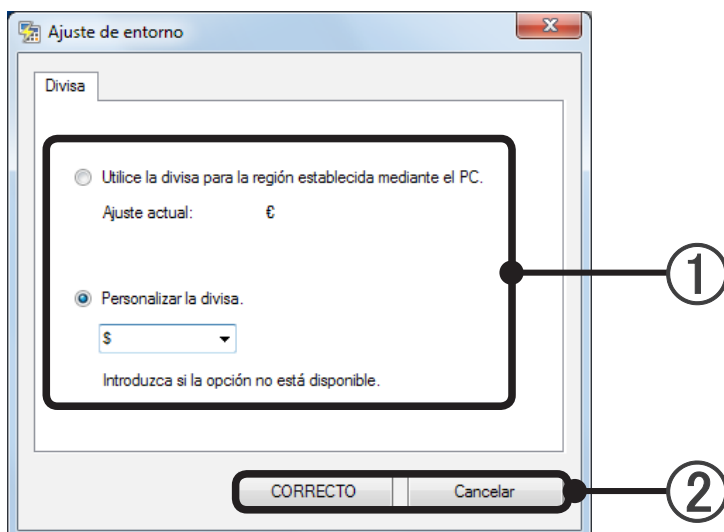 Ajuste de entorno
Divisa
Utilice la divisa para la región establecida mediante el PC.
Ajuste actual: €
①
Personalizar la divisa.
$
Introduzca si la opción no está disponible.
CORRECTO Cancelar
②